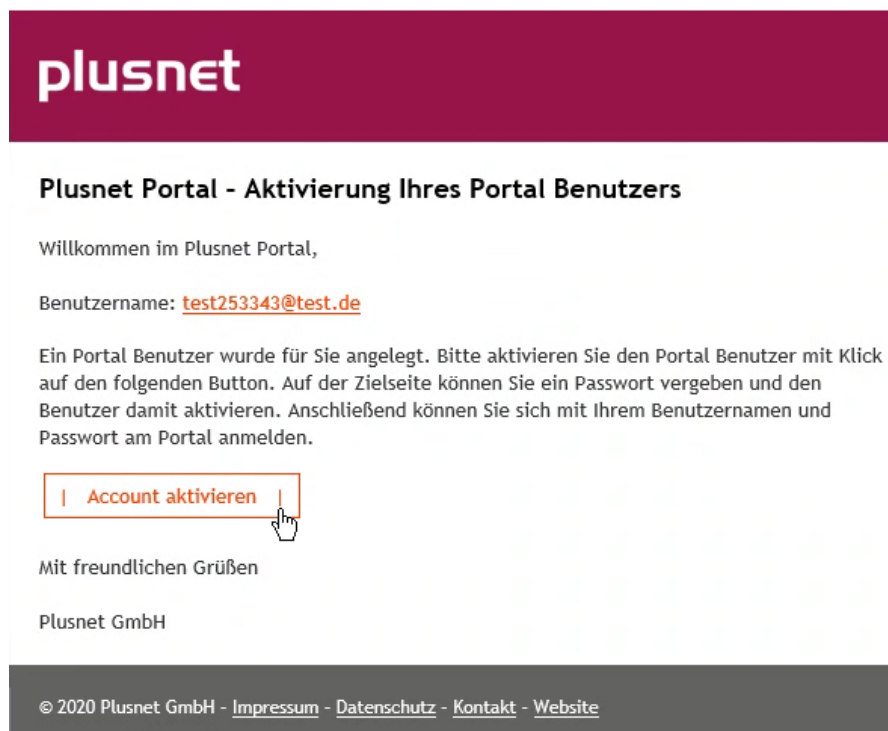 plusnet
Plusnet Portal – Aktivierung Ihres Portal Benutzers
Willkommen im Plusnet Portal,
Benutzername: test253343@test.de
Ein Portal Benutzer wurde für Sie angelegt. Bitte aktivieren Sie den Portal Benutzer mit Klick
auf den folgenden Button. Auf der Zielseite können Sie ein Passwort vergeben und den
Benutzer damit aktivieren. Anschließend können Sie sich mit Ihrem Benutzernamen und
Passwort am Portal anmelden.
| Account aktivieren |
Mit freundlichen Grüßen
Plusnet GmbH
© 2020 Plusnet GmbH – Impressum – Datenschutz – Kontakt – Website